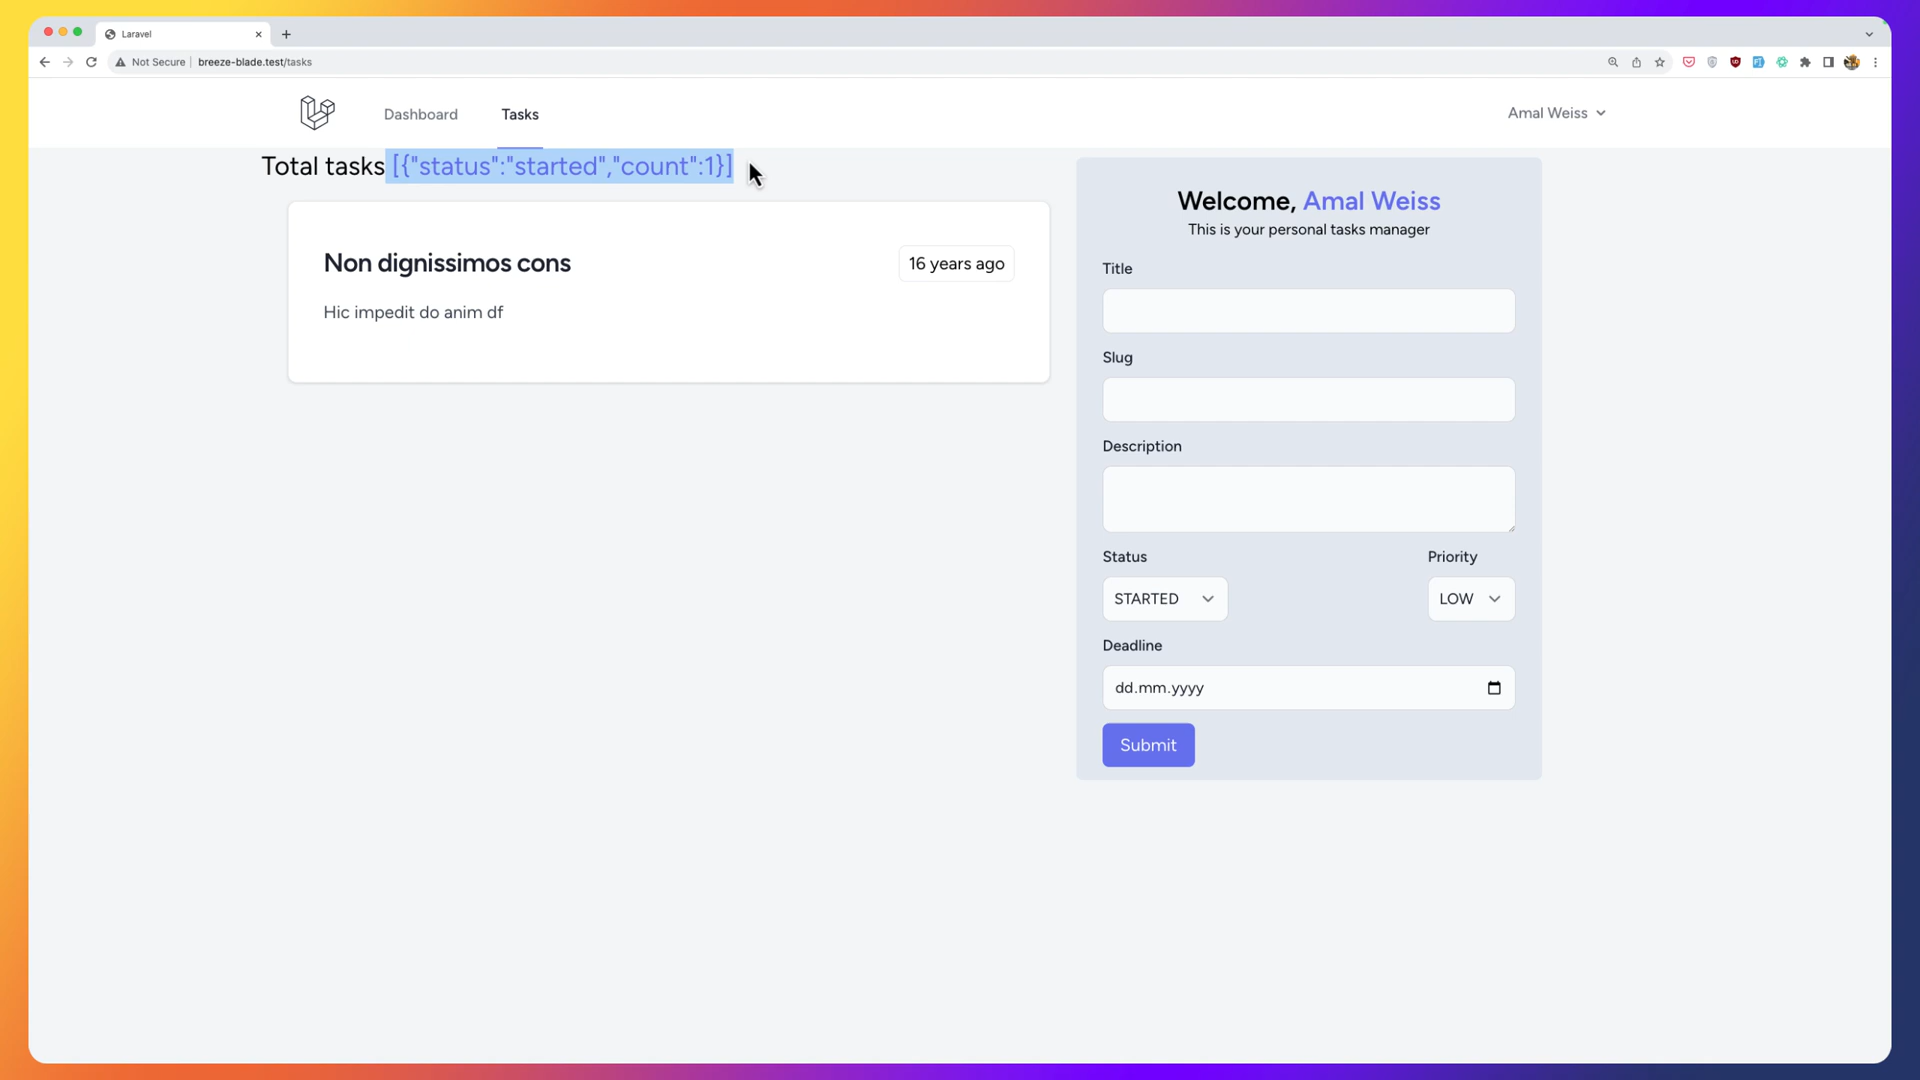 Laravel
Not Secure breeze-blade.test/tasks
Dashboard Tasks Amal Weiss
Total tasks [{"status":"started","count":1}]
Non dignissimos cons 16 years ago
Hic impedit do anim df
Welcome, Amal Weiss
This is your personal tasks manager
Title
Slug
Description
Status Priority
STARTED LOW
Deadline
dd.mm.yyyy
Submit